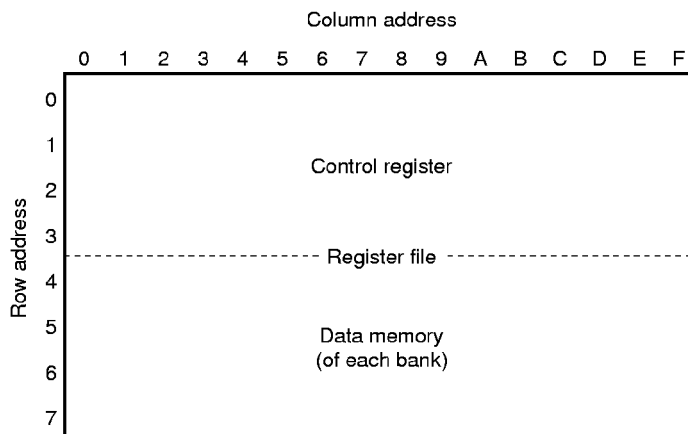 Column address
0 1 2 3 4 5 6 7 8 9 A B C D E F
Row address
0
1
2
3
4
5
6
7
Control register
Register file
Data memory
(of each bank)